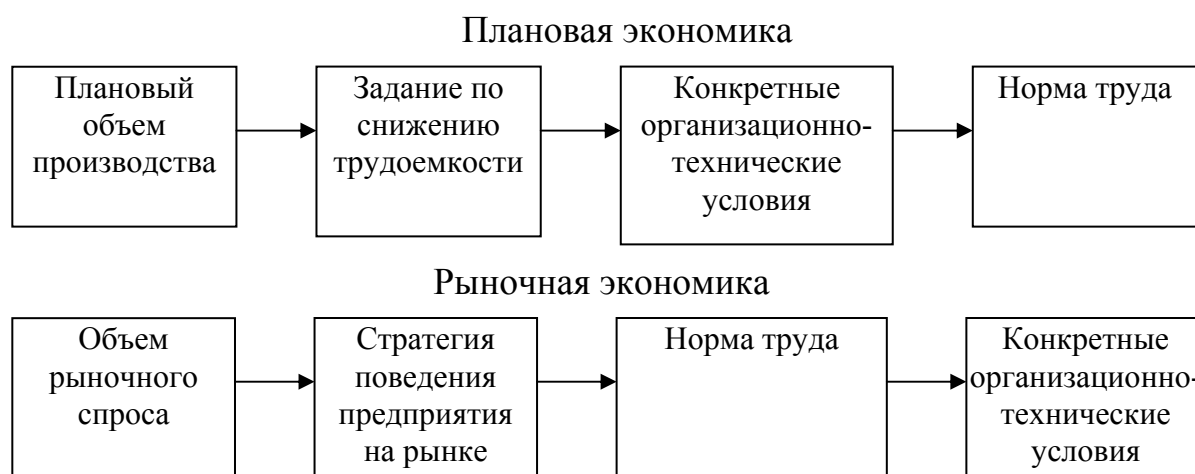 Плановая экономика
Плановый
объем
производства
Задание по
снижению
трудоемкости
Конкретные
организационно-
технические
условия
Норма труда
Рыночная экономика
Объем
рыночного
спроса
Стратегия
поведения
предприятия
на рынке
Норма труда
Конкретные
организационно-
технические
условия